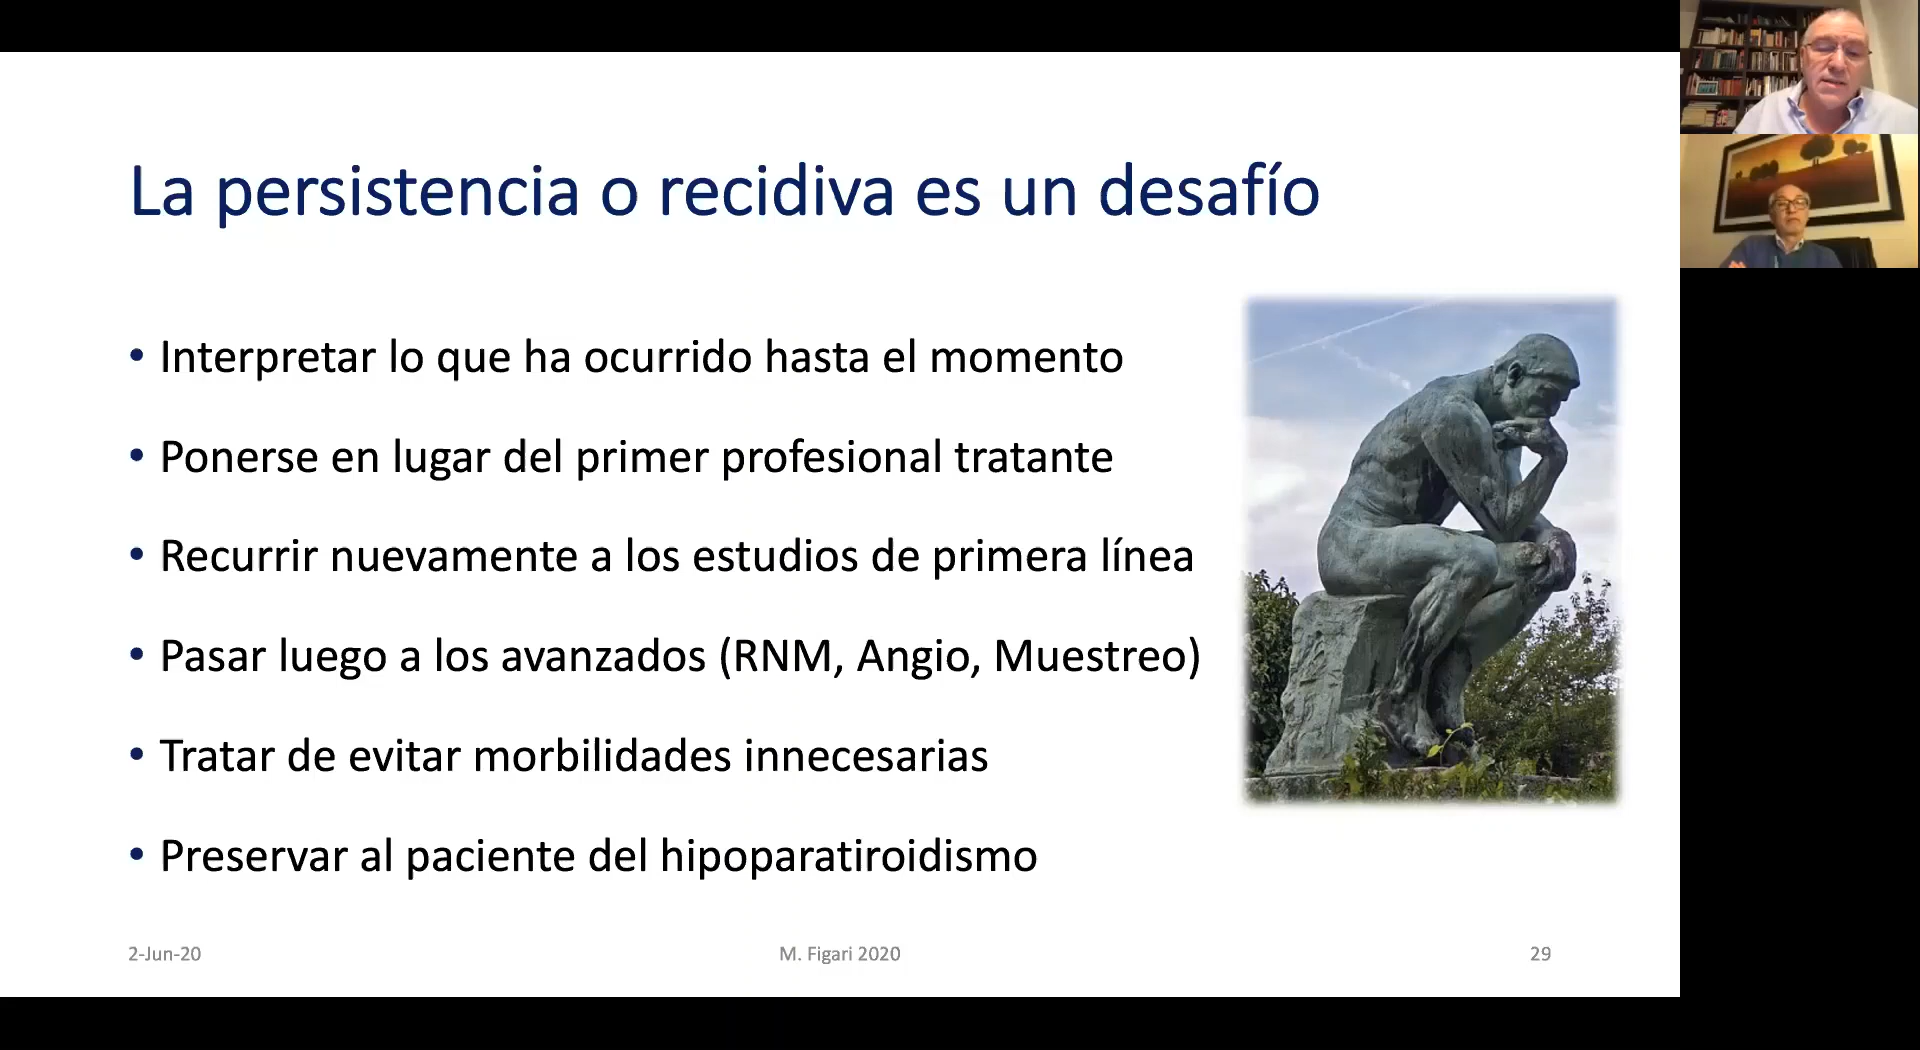 La persistencia o recidiva es un desafío
• Interpretar lo que ha ocurrido hasta el momento
• Ponerse en lugar del primer profesional tratante
• Recurrir nuevamente a los estudios de primera línea
• Pasar luego a los avanzados (RNM, Angio, Muestreo)
• Tratar de evitar morbilidades innecesarias
• Preservar al paciente del hipoparatiroidismo
2-Jun-20
M. Figari 2020
29